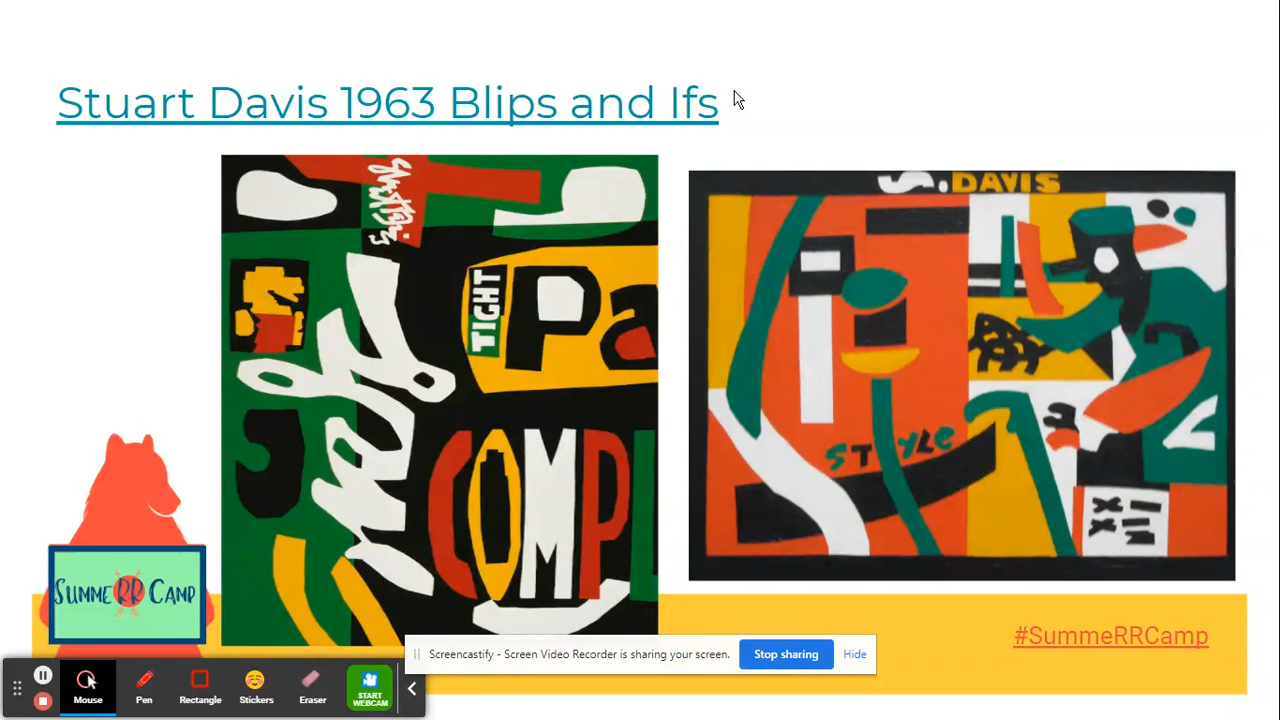 Stuart Davis 1963 Blips and Ifs
TIGHT
Pa
COMPL
S. DAVIS
STYLE
SummeRR Camp
#SummeRRCamp
Screencastify - Screen Video Recorder is sharing your screen.
Stop sharing
Hide
Mouse
Pen
Rectangle
Stickers
Eraser
START
WEBCAM